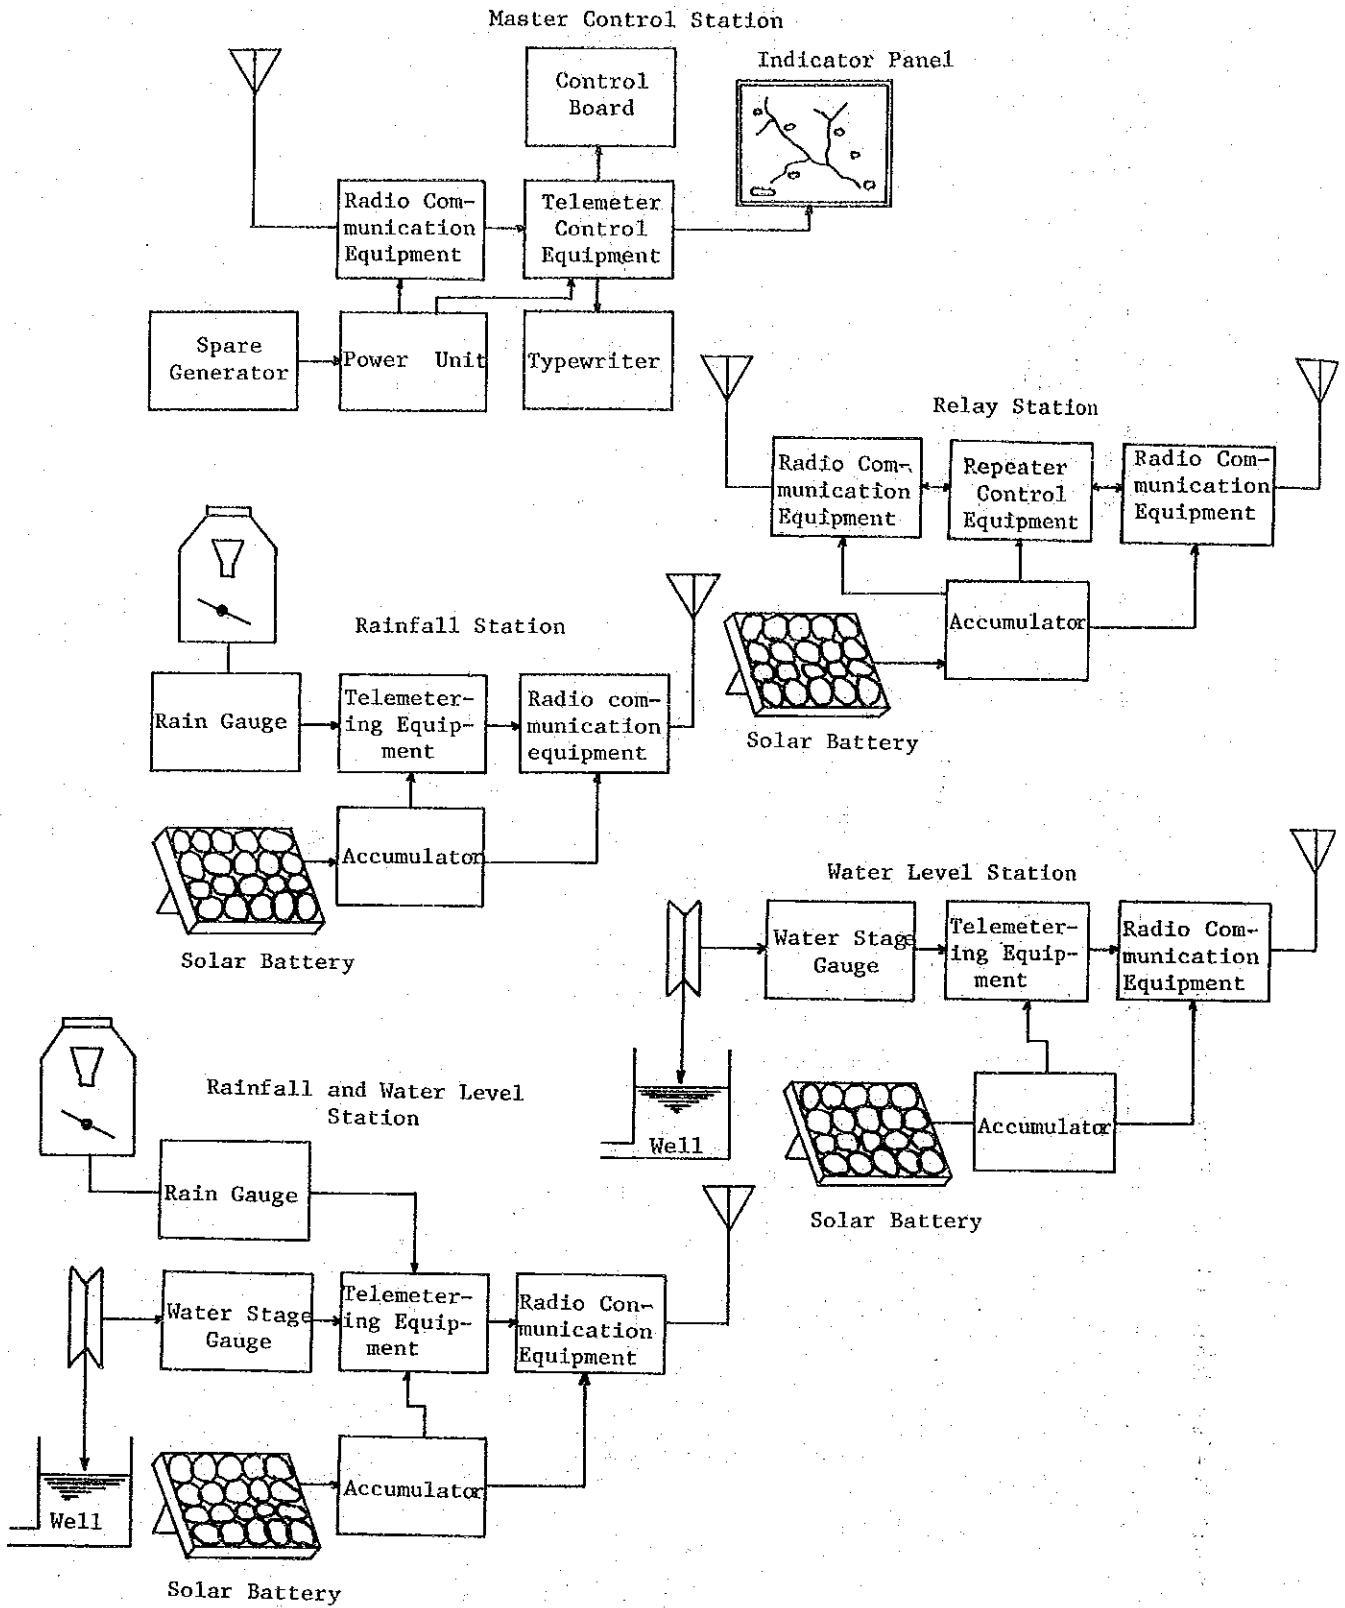 Master Control Station
Indicator Panel
Control
Board
Radio Com-
munication
Equipment
Telemeter
Control
Equipment
Spare
Generator
Power Unit
Typewriter
Relay Station
Radio Com-
munication
Equipment
Repeater
Control
Equipment
Radio Com-
munication
Equipment
Accumulator
Solar Battery
Rainfall Station
Rain Gauge
Telemeter-
ing Equip-
ment
Radio com-
munication
equipment
Accumulator
Solar Battery
Water Level Station
Water Stage
Gauge
Telemeter-
ing Equip-
ment
Radio Com-
munication
Equipment
Well
Accumulator
Solar Battery
Rainfall and Water Level
Station
Rain Gauge
Water Stage
Gauge
Telemeter-
ing Equip-
ment
Radio Con-
munication
Equipment
Well
Accumulator
Solar Battery